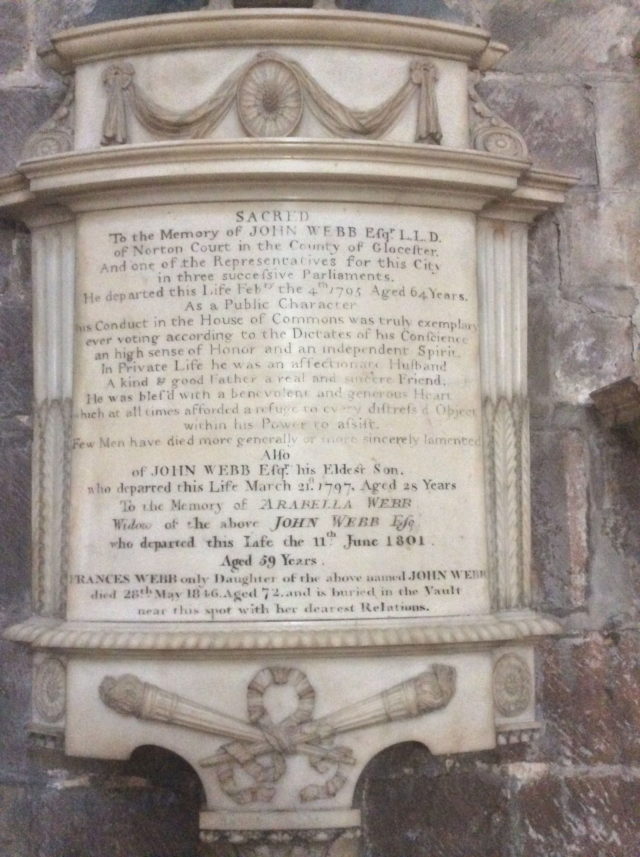 SACRED
To the Memory of JOHN WEBB Esqr. L.L.D.
of Norton Court in the County of Glocester.
And one of the Representatives for this City
in three successive Parliaments.
He departed this Life Febry the 4th 1795 Aged 64 Years.
As a Public Character
his Conduct in the House of Commons was truly exemplary
ever voting according to the Dictates of his Conscience
an high sense of Honor and an independent Spirit.
In Private Life he was an affectionate Husband
A kind & good Father a real and sincere Friend;
He was bless'd with a benevolent and generous Heart
which at all times afforded a refuge to every distress'd Object
within his Power to assist.
Few Men have died more generally or more sincerely lamented
Also
of JOHN WEBB Esqr. his Eldest Son.
who departed this Life March 21st. 1797. Aged 28 Years
To the Memory of ARABELLA WEBB
Widow of the above JOHN WEBB Esq
who departed this Life the 11th June 1801.
Aged 59 Years.
FRANCES WEBB only Daughter of the above named JOHN WEBB
died 28th May 1846. Aged 72. and is buried in the Vault
near this spot with her dearest Relations.